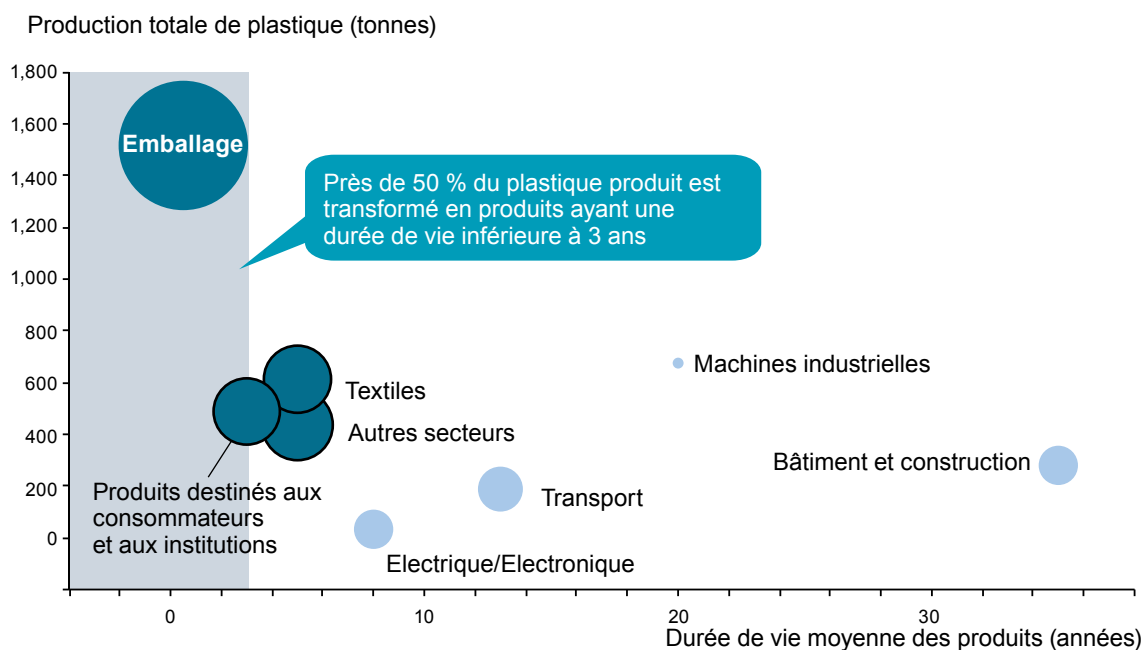 Production totale de plastique (tonnes)
1,800
1,600
1,400
1,200
1,000
800
600
400
200
0
Emballage
Près de 50 % du plastique produit est
transformé en produits ayant une
durée de vie inférieure à 3 ans
Machines industrielles
Textiles
Autres secteurs
Bâtiment et construction
Produits destinés aux
consommateurs
et aux institutions
Transport
Electrique/Electronique
0 10 20 30
Durée de vie moyenne des produits (années)